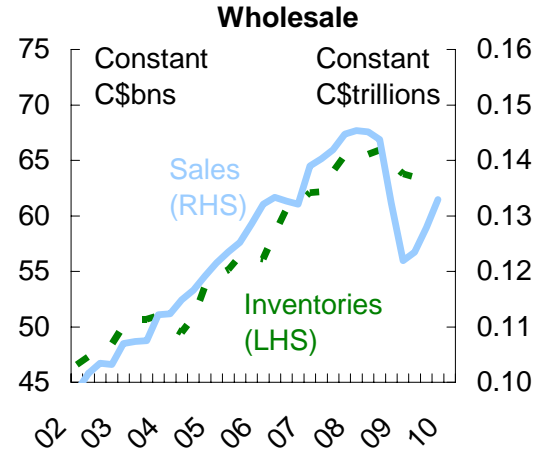 Wholesale
75
70
65
60
55
50
45
Constant
C$bns
Constant
C$trillions
0.16
0.15
0.14
0.13
0.12
0.11
0.10
Sales
(RHS)
Inventories
(LHS)
02 03 04 05 06 07 08 09 10